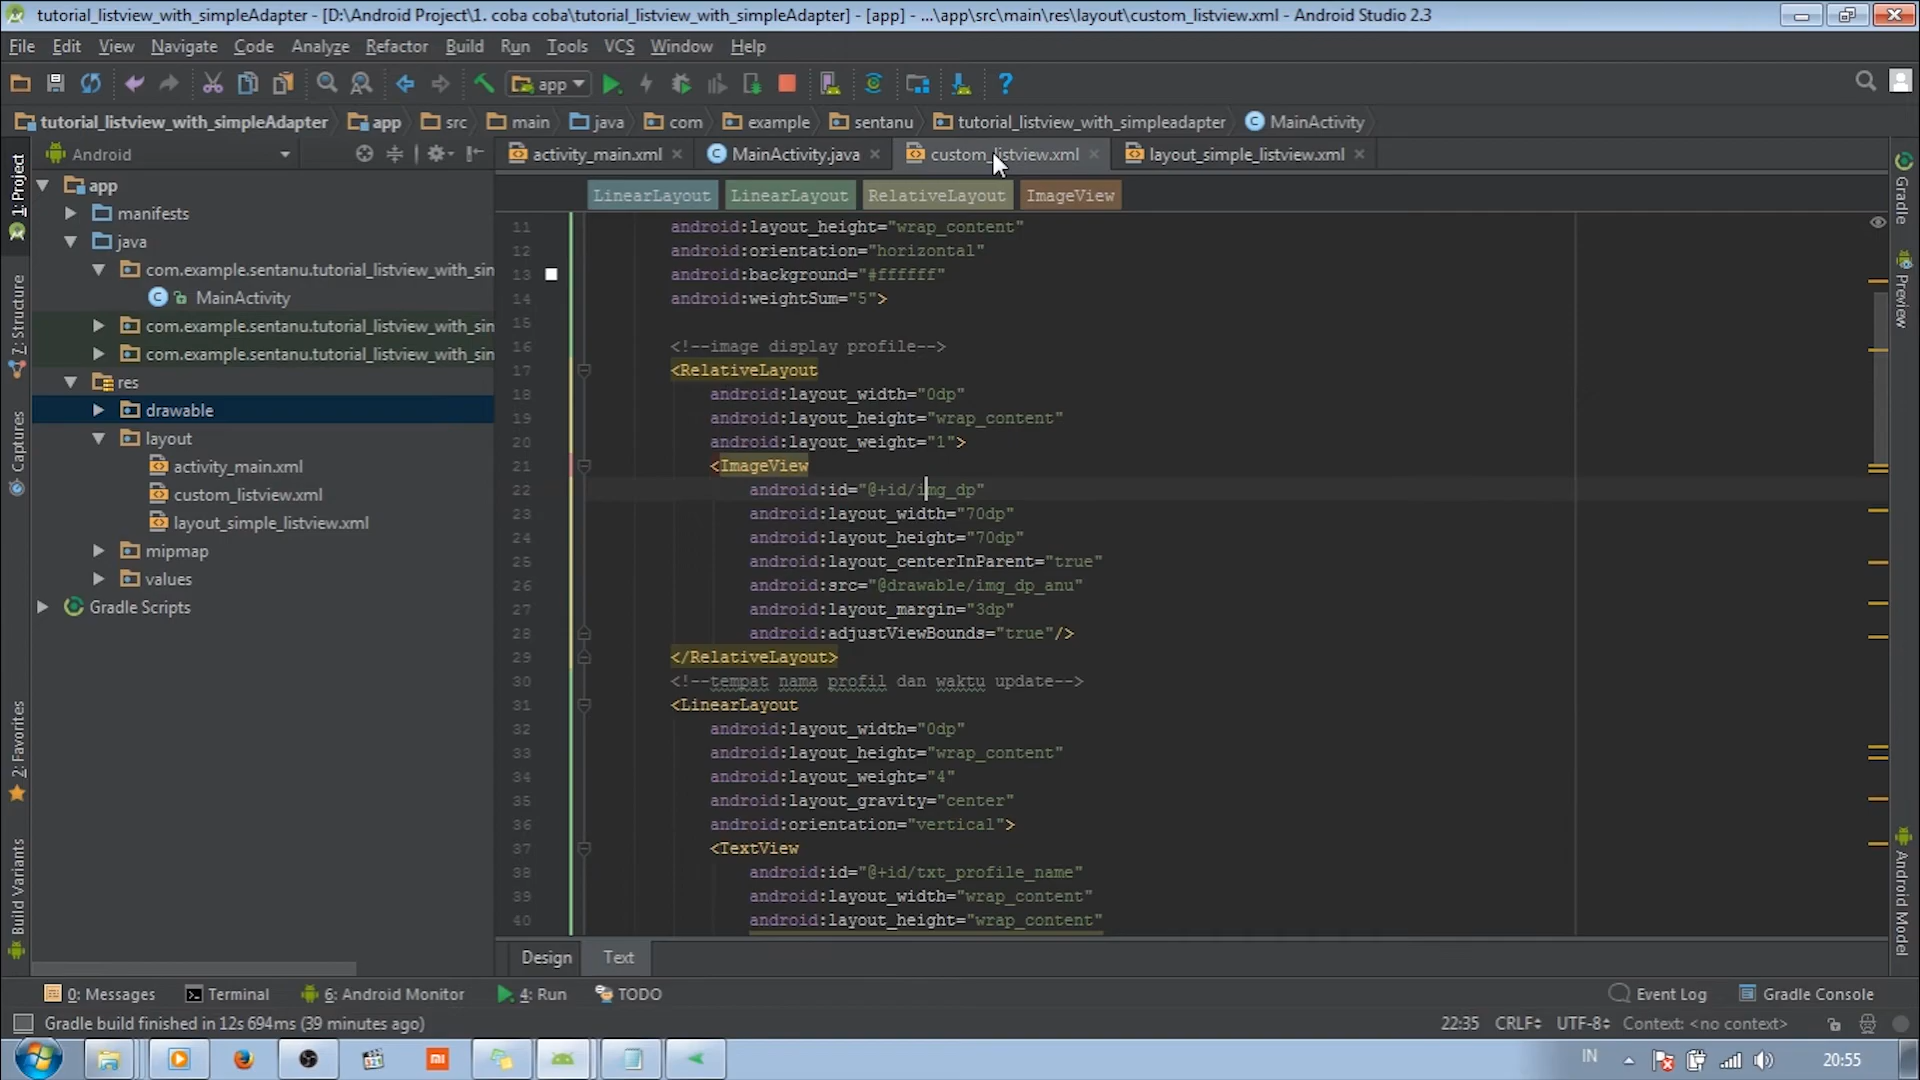 tutorial_listview_with_simpleAdapter - [D:\Android Project\1. coba coba\tutorial_listview_with_simpleAdapter] - [app] - ...\app\src\main\res\layout\custom_listview.xml - Android Studio 2.3
File Edit View Navigate Code Analyze Refactor Build Run Tools VCS Window Help
app
tutorial_listview_with_simpleAdapter app src main java com example sentanu tutorial_listview_with_simpleadapter MainActivity
Android
activity_main.xml MainActivity.java custom_listview.xml layout_simple_listview.xml
LinearLayout LinearLayout RelativeLayout ImageView
1: Project
7: Structure
Captures
2: Favorites
Build Variants
app
manifests
java
com.example.sentanu.tutorial_listview_with_sin
MainActivity
com.example.sentanu.tutorial_listview_with_sin
com.example.sentanu.tutorial_listview_with_sin
res
drawable
layout
activity_main.xml
custom_listview.xml
layout_simple_listview.xml
mipmap
values
Gradle Scripts
11 android:layout_height="wrap_content"
12 android:orientation="horizontal"
13 android:background="#ffffff"
14 android:weightSum="5">
15
16 <!--image display profile-->
17 <RelativeLayout
18 android:layout_width="0dp"
19 android:layout_height="wrap_content"
20 android:layout_weight="1">
21 <ImageView
22 android:id="@+id/img_dp"
23 android:layout_width="70dp"
24 android:layout_height="70dp"
25 android:layout_centerInParent="true"
26 android:src="@drawable/img_dp_anu"
27 android:layout_margin="3dp"
28 android:adjustViewBounds="true"/>
29 </RelativeLayout>
30 <!--tempat nama profil dan waktu update-->
31 <LinearLayout
32 android:layout_width="0dp"
33 android:layout_height="wrap_content"
34 android:layout_weight="4"
35 android:layout_gravity="center"
36 android:orientation="vertical">
37 <TextView
38 android:id="@+id/txt_profile_name"
39 android:layout_width="wrap_content"
40 android:layout_height="wrap_content"
Gradle
Preview
Android Model
Design Text
0: Messages Terminal 6: Android Monitor 4: Run TODO Event Log Gradle Console
Gradle build finished in 12s 694ms (39 minutes ago) 22:35 CRLF÷ UTF-8÷ Context: <no context>
321 mi IN 20:55